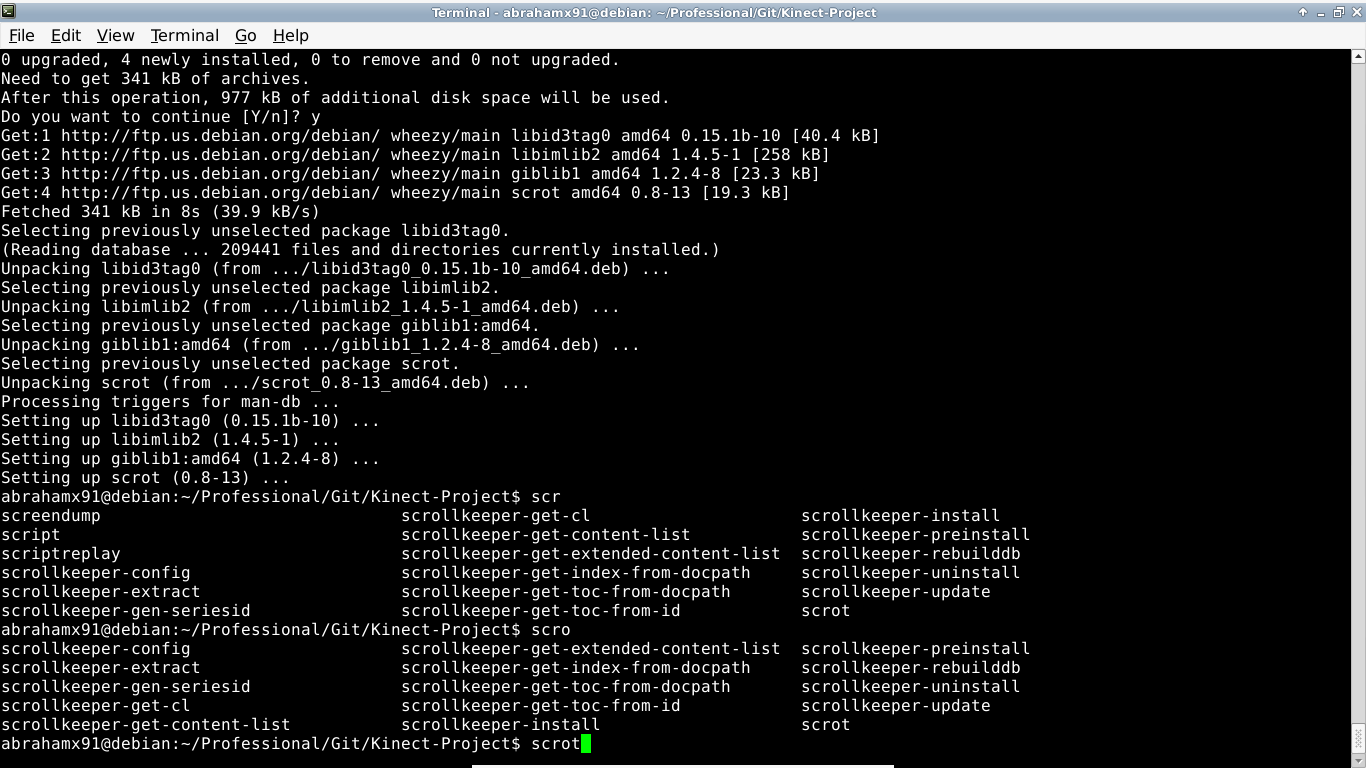 Terminal - abrahamx91@debian: ~/Professional/Git/Kinect-Project
File Edit View Terminal Go Help
0 upgraded, 4 newly installed, 0 to remove and 0 not upgraded.
Need to get 341 kB of archives.
After this operation, 977 kB of additional disk space will be used.
Do you want to continue [Y/n]? y
Get:1 http://ftp.us.debian.org/debian/ wheezy/main libid3tag0 amd64 0.15.1b-10 [40.4 kB]
Get:2 http://ftp.us.debian.org/debian/ wheezy/main libimlib2 amd64 1.4.5-1 [258 kB]
Get:3 http://ftp.us.debian.org/debian/ wheezy/main giblib1 amd64 1.2.4-8 [23.3 kB]
Get:4 http://ftp.us.debian.org/debian/ wheezy/main scrot amd64 0.8-13 [19.3 kB]
Fetched 341 kB in 8s (39.9 kB/s)
Selecting previously unselected package libid3tag0.
(Reading database ... 209441 files and directories currently installed.)
Unpacking libid3tag0 (from .../libid3tag0_0.15.1b-10_amd64.deb) ...
Selecting previously unselected package libimlib2.
Unpacking libimlib2 (from .../libimlib2_1.4.5-1_amd64.deb) ...
Selecting previously unselected package giblib1:amd64.
Unpacking giblib1:amd64 (from .../giblib1_1.2.4-8_amd64.deb) ...
Selecting previously unselected package scrot.
Unpacking scrot (from .../scrot_0.8-13_amd64.deb) ...
Processing triggers for man-db ...
Setting up libid3tag0 (0.15.1b-10) ...
Setting up libimlib2 (1.4.5-1) ...
Setting up giblib1:amd64 (1.2.4-8) ...
Setting up scrot (0.8-13) ...
abrahamx91@debian:~/Professional/Git/Kinect-Project$ scr
screendump scrollkeeper-get-cl scrollkeeper-install
script scrollkeeper-get-content-list scrollkeeper-preinstall
scriptreplay scrollkeeper-get-extended-content-list scrollkeeper-rebuilddb
scrollkeeper-config scrollkeeper-get-index-from-docpath scrollkeeper-uninstall
scrollkeeper-extract scrollkeeper-get-toc-from-docpath scrollkeeper-update
scrollkeeper-gen-seriesid scrollkeeper-get-toc-from-id scrot
abrahamx91@debian:~/Professional/Git/Kinect-Project$ scro
scrollkeeper-config scrollkeeper-get-extended-content-list scrollkeeper-preinstall
scrollkeeper-extract scrollkeeper-get-index-from-docpath scrollkeeper-rebuilddb
scrollkeeper-gen-seriesid scrollkeeper-get-toc-from-docpath scrollkeeper-uninstall
scrollkeeper-get-cl scrollkeeper-get-toc-from-id scrollkeeper-update
scrollkeeper-get-content-list scrollkeeper-install scrot
abrahamx91@debian:~/Professional/Git/Kinect-Project$ scrot